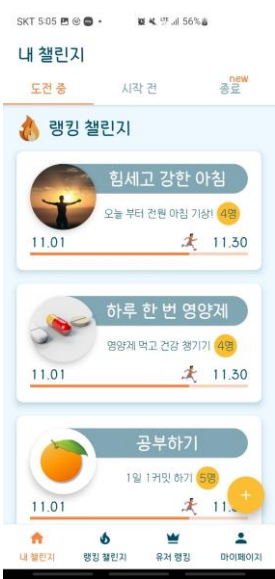 SKT 5:05 56%
내 챌린지
도전 중 시작 전 종료 new
랭킹 챌린지
힘세고 강한 아침
오늘 부터 전원 아침 기상! 4명
11.01 11.30
하루 한 번 영양제
영양제 먹고 건강 챙기기 4명
11.01 11.30
공부하기
1일 1커밋 하기 5명
11.01 11.
+
내 챌린지 랭킹 챌린지 유저 랭킹 마이페이지